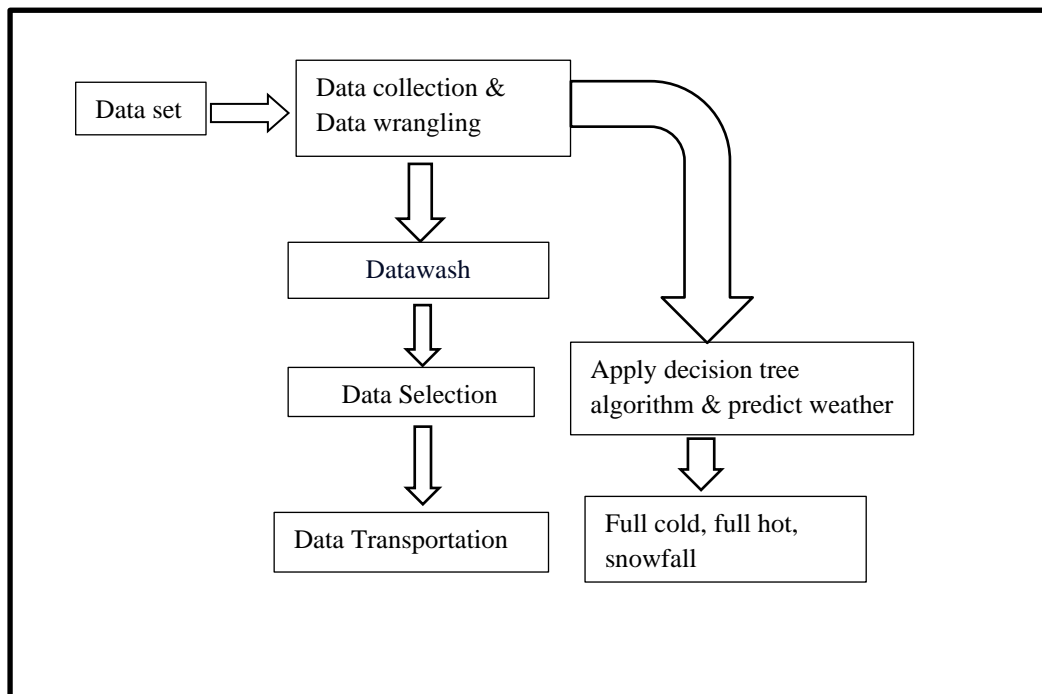 Data set
Data collection &
Data wrangling
Datawash
Data Selection
Data Transportation
Apply decision tree
algorithm & predict weather
Full cold, full hot,
snowfall